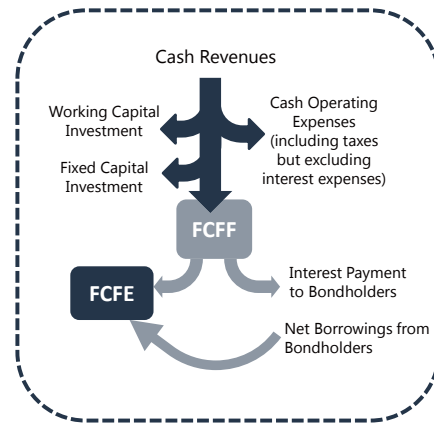 Cash Revenues
Working Capital
Investment
Cash Operating
Expenses
(including taxes
but excluding
interest expenses)
Fixed Capital
Investment
FCFF
FCFE
Interest Payment
to Bondholders
Net Borrowings from
Bondholders